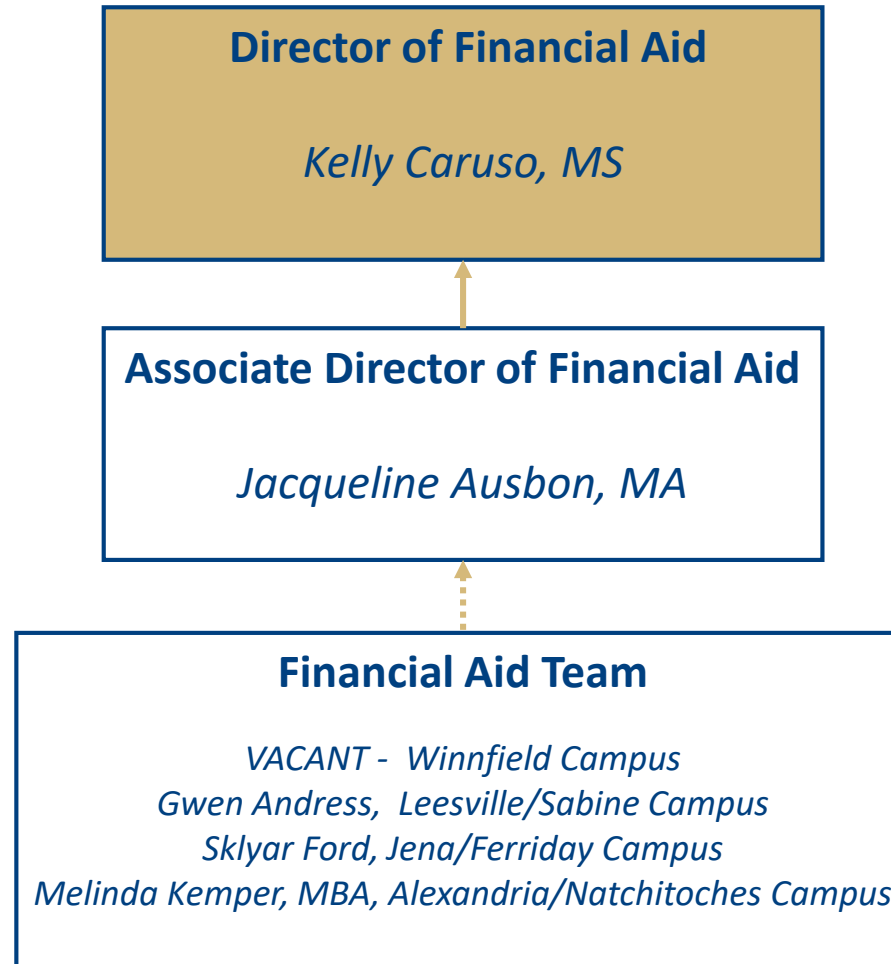 Director of Financial Aid
Kelly Caruso, MS
Associate Director of Financial Aid
Jacqueline Ausbon, MA
Financial Aid Team
VACANT - Winnfield Campus
Gwen Andress, Leesville/Sabine Campus
Sklyar Ford, Jena/Ferriday Campus
Melinda Kemper, MBA, Alexandria/Natchitoches Campus